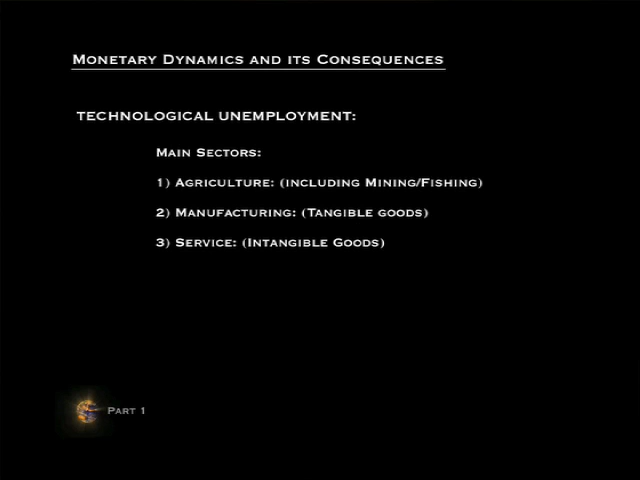 Monetary Dynamics and its Consequences
TECHNOLOGICAL UNEMPLOYMENT:
Main Sectors:
1) Agriculture: (including Mining/Fishing)
2) Manufacturing: (Tangible goods)
3) Service: (Intangible Goods)
Part 1